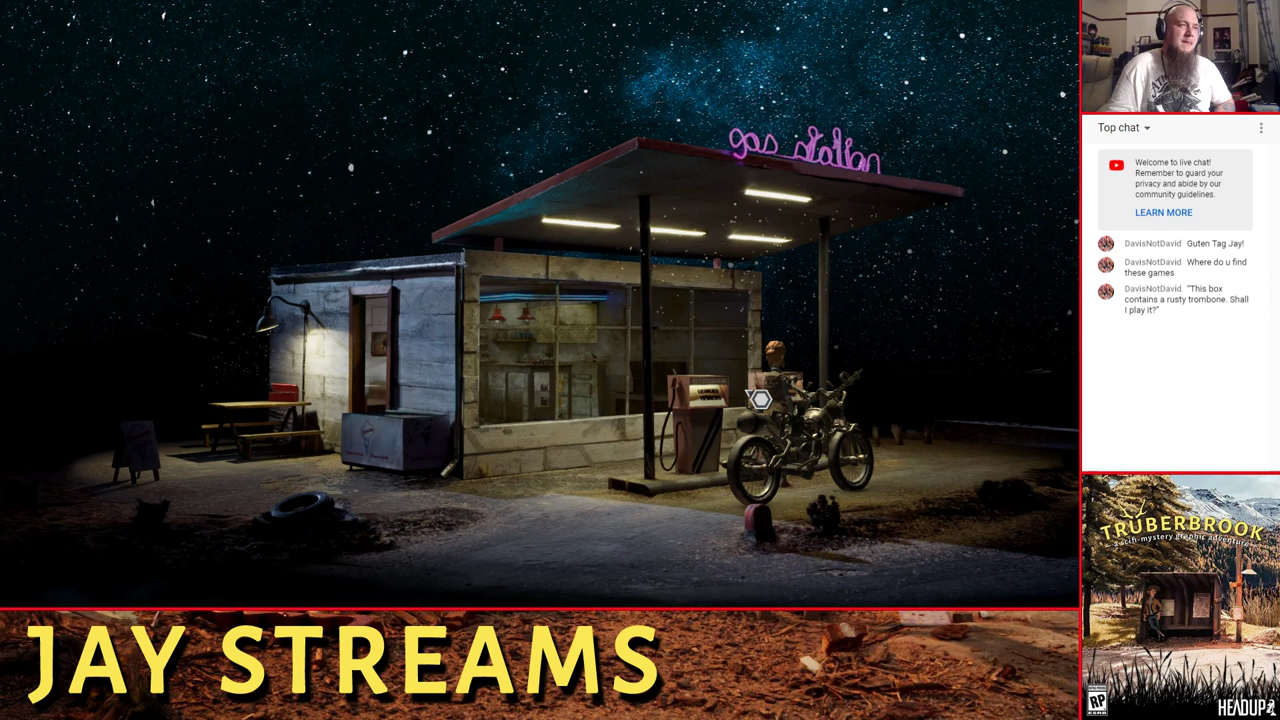 gas station
Top chat
Welcome to live chat!
Remember to guard your
privacy and abide by our
community guidelines.
LEARN MORE
DavisNotDavid Guten Tag Jay!
DavisNotDavid Where do u find
these games
DavisNotDavid "This box
contains a rusty trombone. Shall
I play it?"
TRÜBERBROOK
a sci-fi-mystery graphic adventure
RP
ESRB
HEADUP
JAY STREAMS